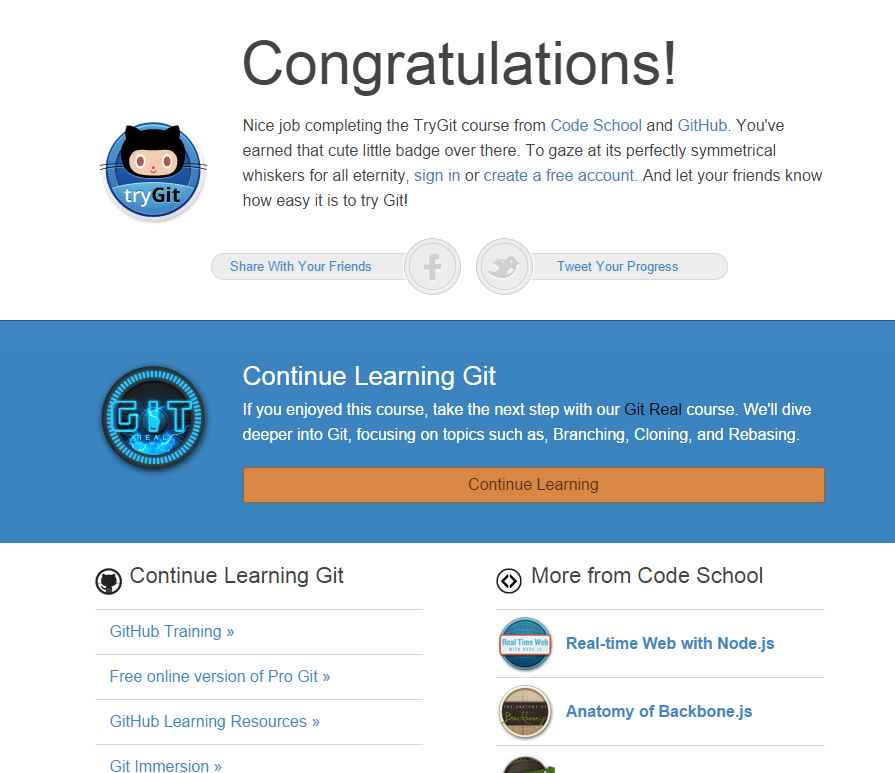 Congratulations!
Nice job completing the TryGit course from Code School and GitHub. You've
earned that cute little badge over there. To gaze at its perfectly symmetrical
whiskers for all eternity, sign in or create a free account. And let your friends know
how easy it is to try Git!
tryGit
Share With Your Friends
Tweet Your Progress
GIT
REAL
Continue Learning Git
If you enjoyed this course, take the next step with our Git Real course. We'll dive
deeper into Git, focusing on topics such as, Branching, Cloning, and Rebasing.
Continue Learning
Continue Learning Git
GitHub Training »
Free online version of Pro Git »
GitHub Learning Resources »
Git Immersion »
More from Code School
Real Time Web
WITH NODE.JS
Real-time Web with Node.js
THE ANATOMY OF
Backbone.js
Anatomy of Backbone.js